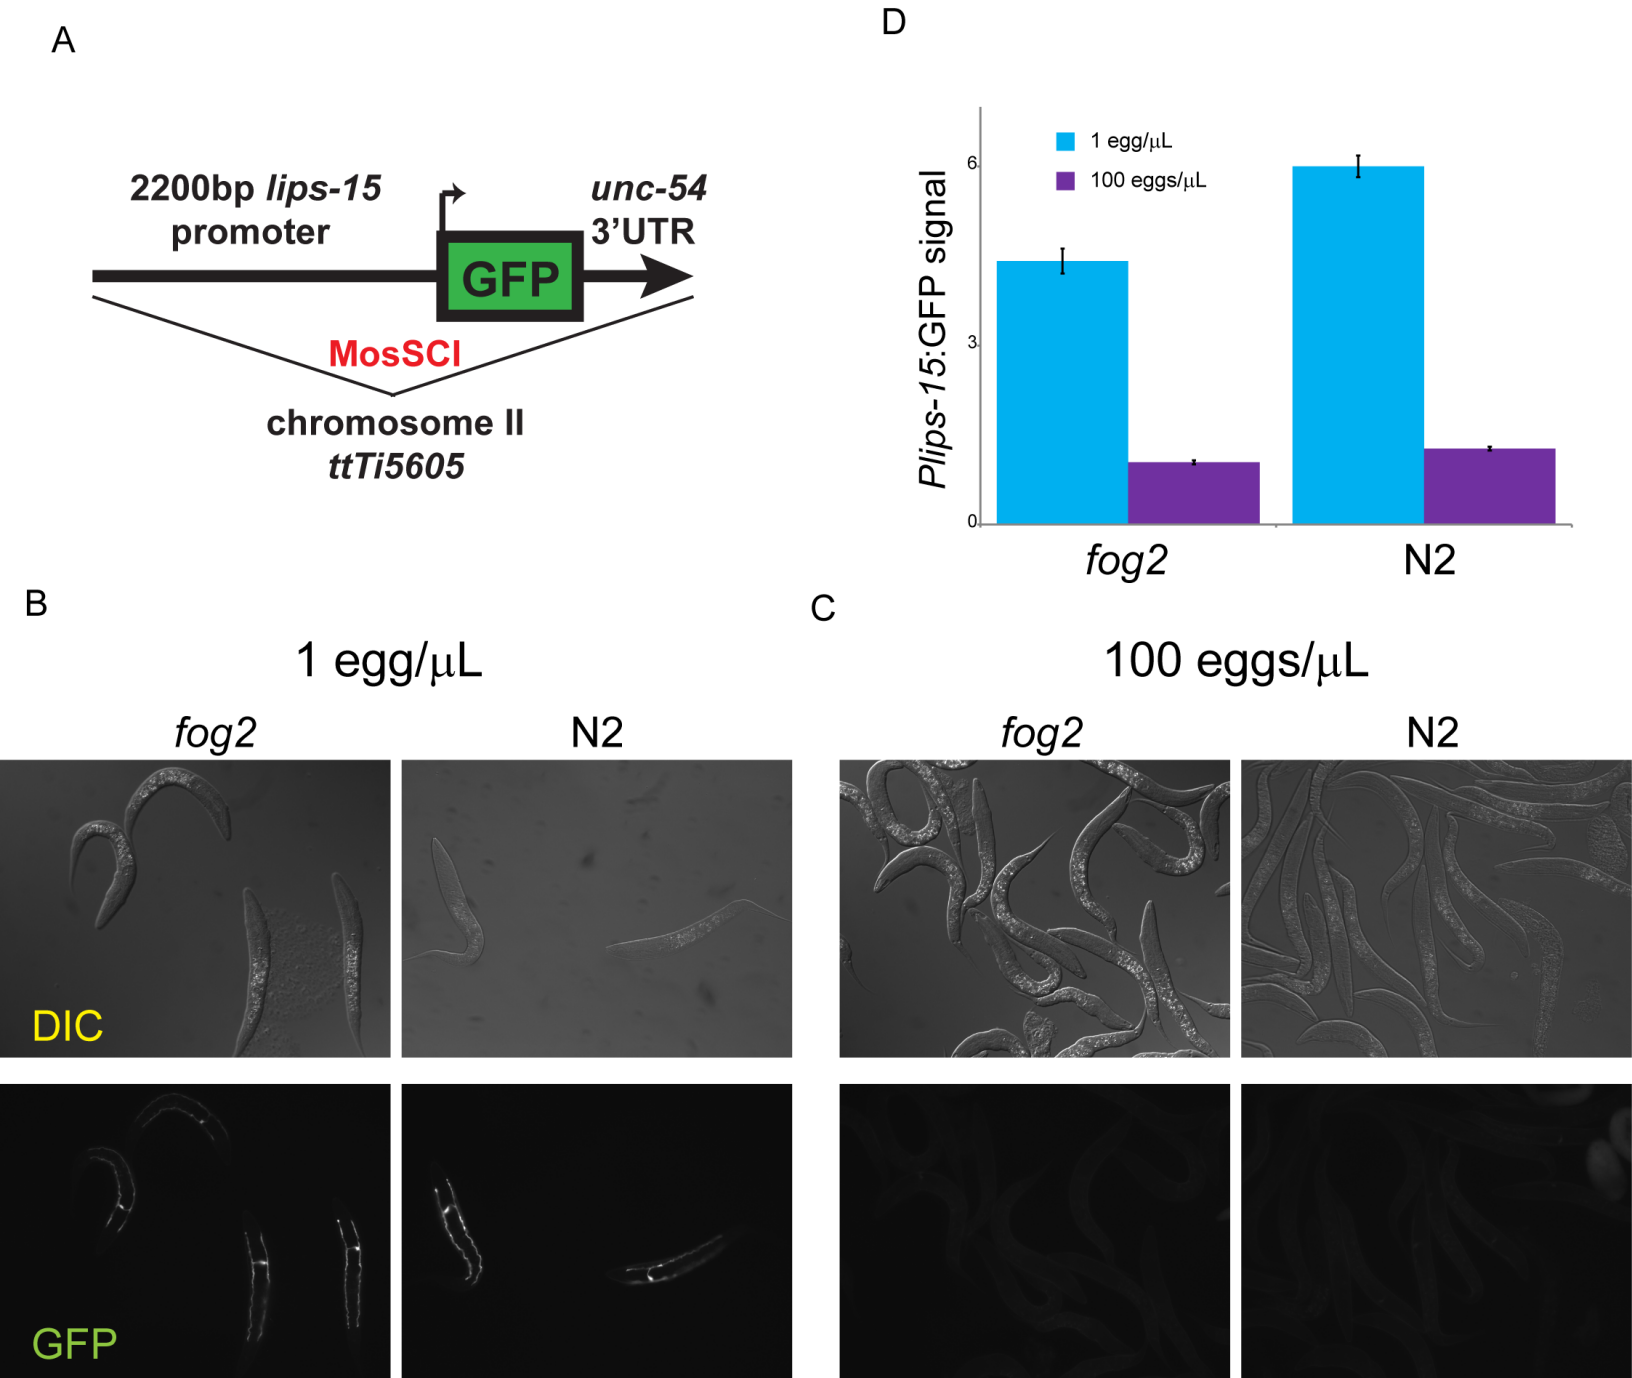 A
2200bp lips-15
promoter
unc-54
3’UTR
GFP
MosSCI
chromosome II
ttTi5605
D
Plips-15:GFP signal
6
3
0
1 egg/µL
100 eggs/µL
fog2
N2
B
1 egg/µL
fog2
N2
DIC
GFP
C
100 eggs/µL
fog2
N2